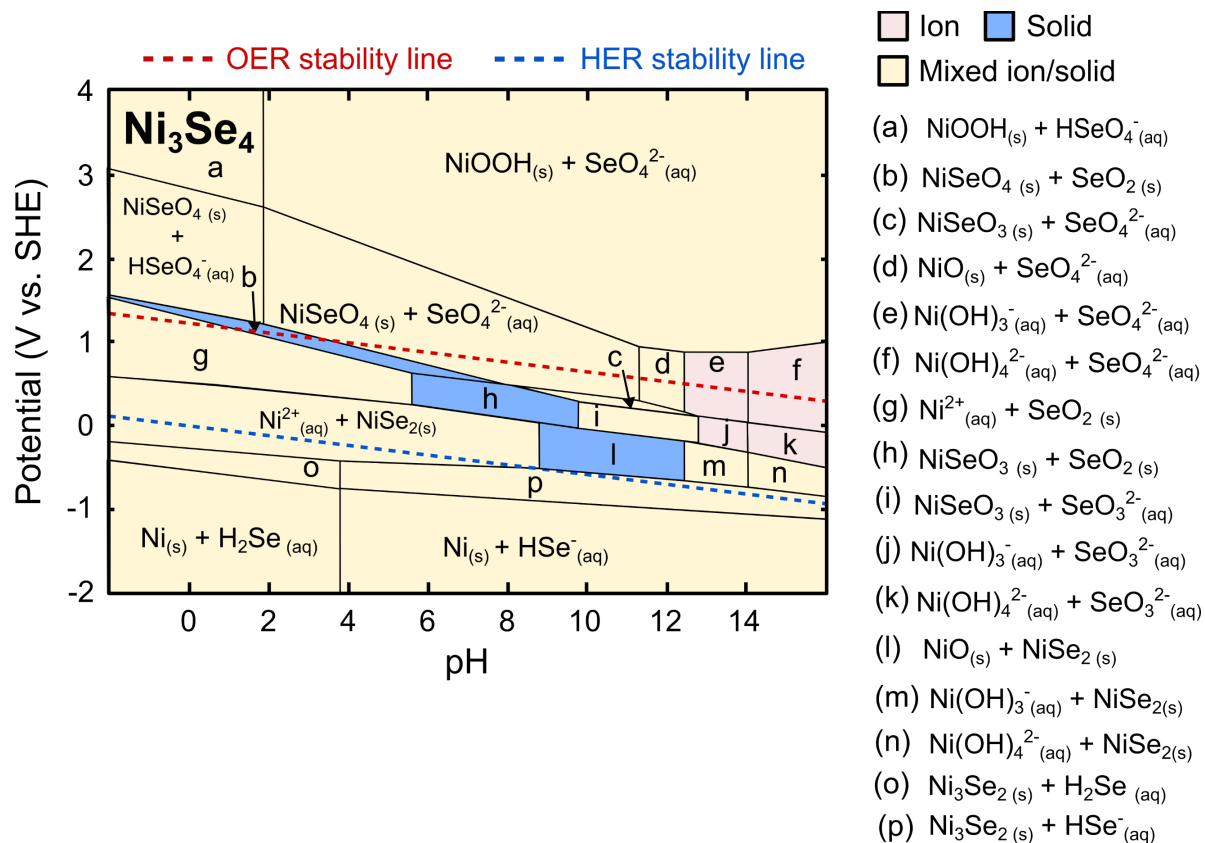 OER stability line
HER stability line
Ion
Solid
Mixed ion/solid
Potential (V vs. SHE)
4
3
2
1
0
-1
-2
Ni₃Se₄
a
NiOOH(s) + SeO₄²⁻(aq)
NiSeO₄ (s)
+
HSeO₄⁻(aq)
b
NiSeO₄ (s) + SeO₄²⁻(aq)
c
d
e
f
g
h
i
j
k
Ni²⁺(aq) + NiSe₂(s)
l
m
n
o
p
Ni(s) + H₂Se (aq)
Ni(s) + HSe⁻(aq)
0
2
4
6
8
10
12
14
pH
(a) NiOOH(s) + HSeO₄⁻(aq)
(b) NiSeO₄ (s) + SeO₂ (s)
(c) NiSeO₃ (s) + SeO₄²⁻(aq)
(d) NiO(s) + SeO₄²⁻(aq)
(e) Ni(OH)₃⁻(aq) + SeO₄²⁻(aq)
(f) Ni(OH)₄²⁻(aq) + SeO₄²⁻(aq)
(g) Ni²⁺(aq) + SeO₂ (s)
(h) NiSeO₃ (s) + SeO₂ (s)
(i) NiSeO₃ (s) + SeO₃²⁻(aq)
(j) Ni(OH)₃⁻(aq) + SeO₃²⁻(aq)
(k) Ni(OH)₄²⁻(aq) + SeO₃²⁻(aq)
(l) NiO(s) + NiSe₂ (s)
(m) Ni(OH)₃⁻(aq) + NiSe₂(s)
(n) Ni(OH)₄²⁻(aq) + NiSe₂(s)
(o) Ni₃Se₂ (s) + H₂Se (aq)
(p) Ni₃Se₂ (s) + HSe⁻(aq)